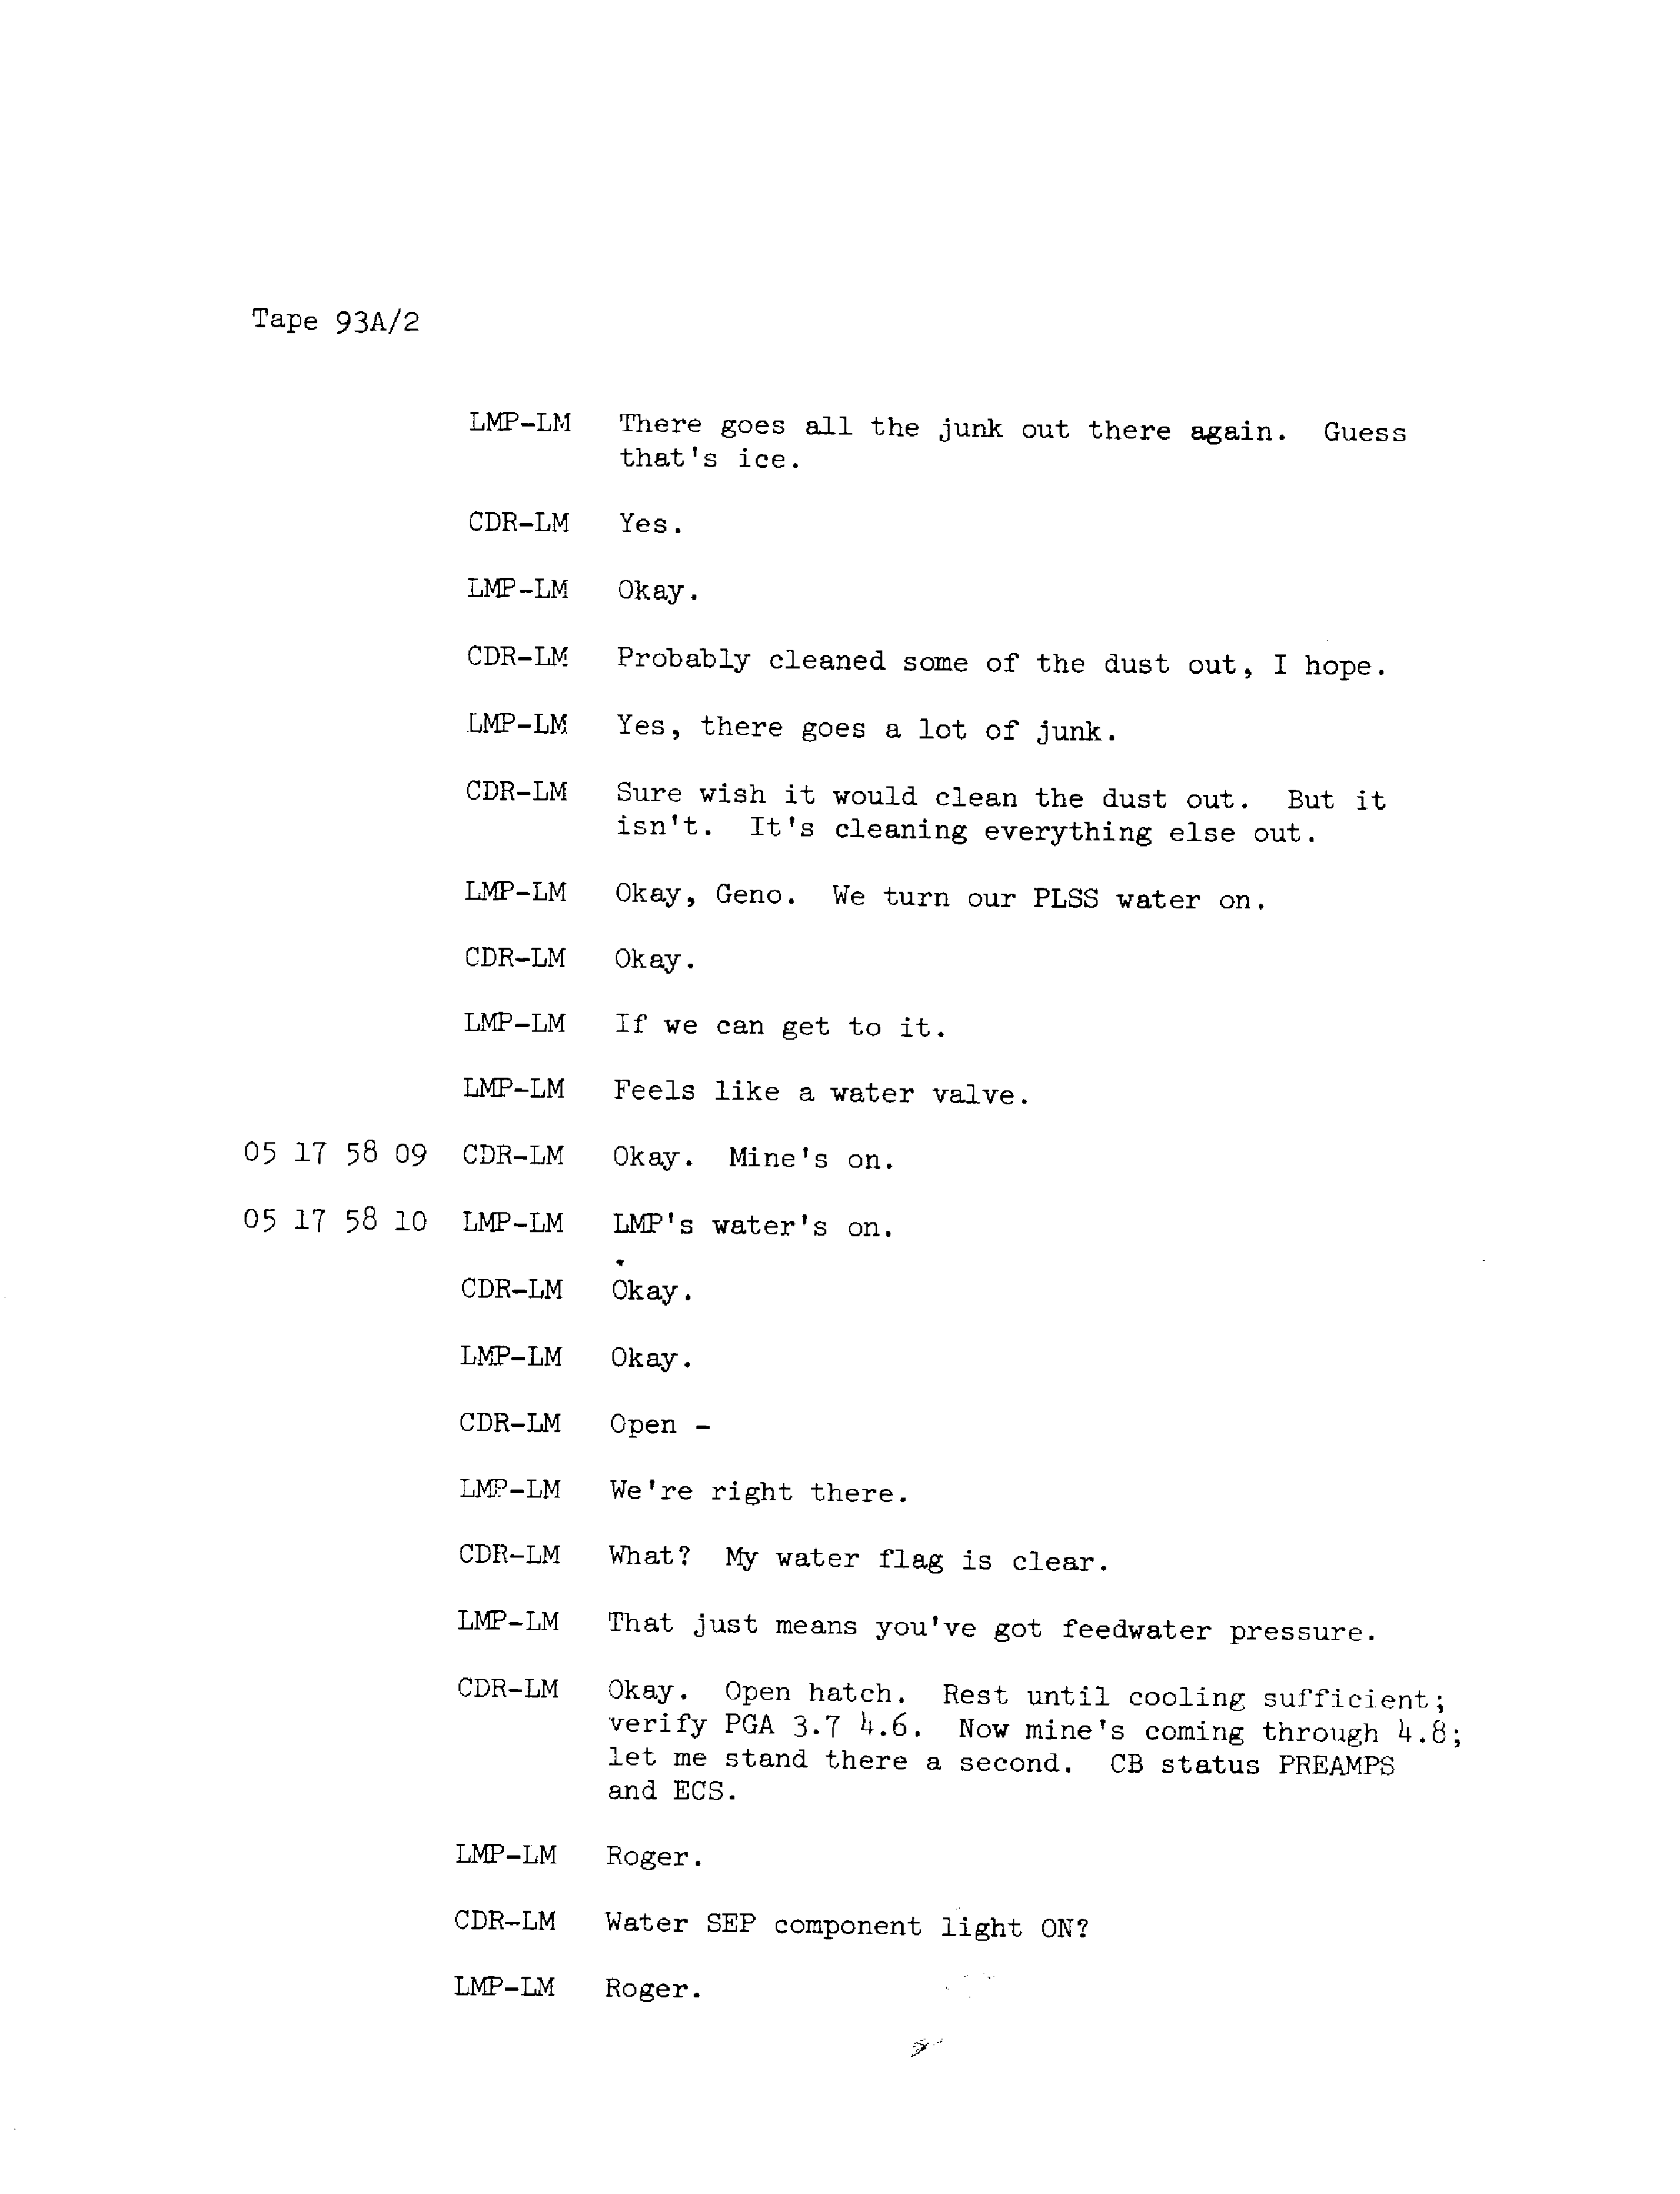 Tape 93A/2
LMP-LM There goes all the junk out there again. Guess
that's ice.
CDR-LM Yes.
LMP-LM Okay.
CDR-LM Probably cleaned some of the dust out, I hope.
LMP-LM Yes, there goes a lot of junk.
CDR-LM Sure wish it would clean the dust out. But it
isn't. It's cleaning everything else out.
LMP-LM Okay, Geno. We turn our PLSS water on.
CDR-LM Okay.
LMP-LM If we can get to it.
LMP-LM Feels like a water valve.
05 17 58 09 CDR-LM Okay. Mine's on.
05 17 58 10 LMP-LM LMP's water's on.
CDR-LM Okay.
LMP-LM Okay.
CDR-LM Open -
LMP-LM We're right there.
CDR-LM What? My water flag is clear.
LMP-LM That just means you've got feedwater pressure.
CDR-LM Okay. Open hatch. Rest until cooling sufficient;
verify PGA 3.7 4.6. Now mine's coming through 4.8;
let me stand there a second. CB status PREAMPS
and ECS.
LMP-LM Roger.
CDR-LM Water SEP component light ON?
LMP-LM Roger.